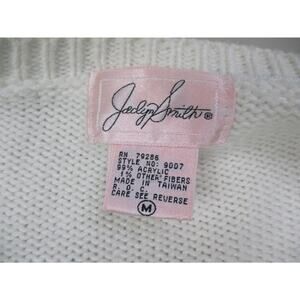 Jaclyn Smith
RN 79286
STYLE NO: 9007
99% ACRYLIC
1% OTHER FIBERS
MADE IN TAIWAN
R. O. C.
CARE SEE REVERSE
M